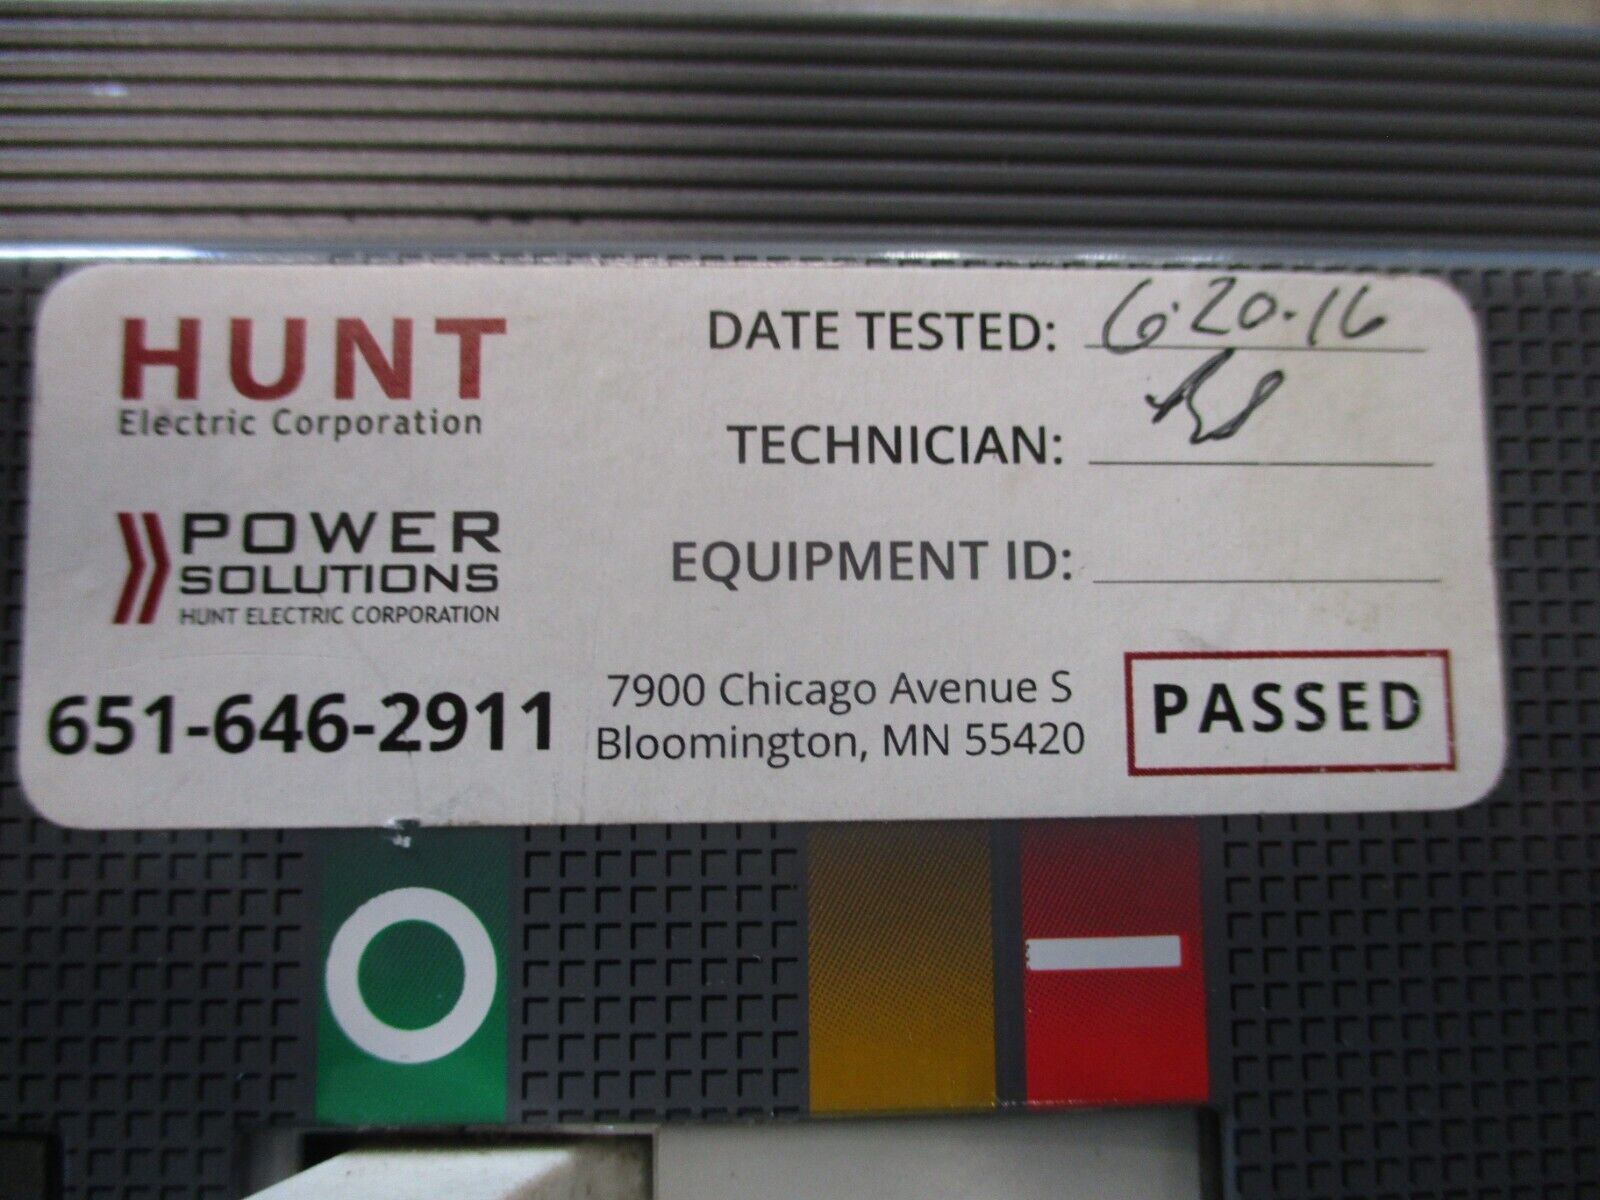 HUNT
Electric Corporation
POWER
SOLUTIONS
HUNT ELECTRIC CORPORATION
651-646-2911
DATE TESTED: 6·20·16
TECHNICIAN:
EQUIPMENT ID:
7900 Chicago Avenue S
Bloomington, MN 55420
PASSED